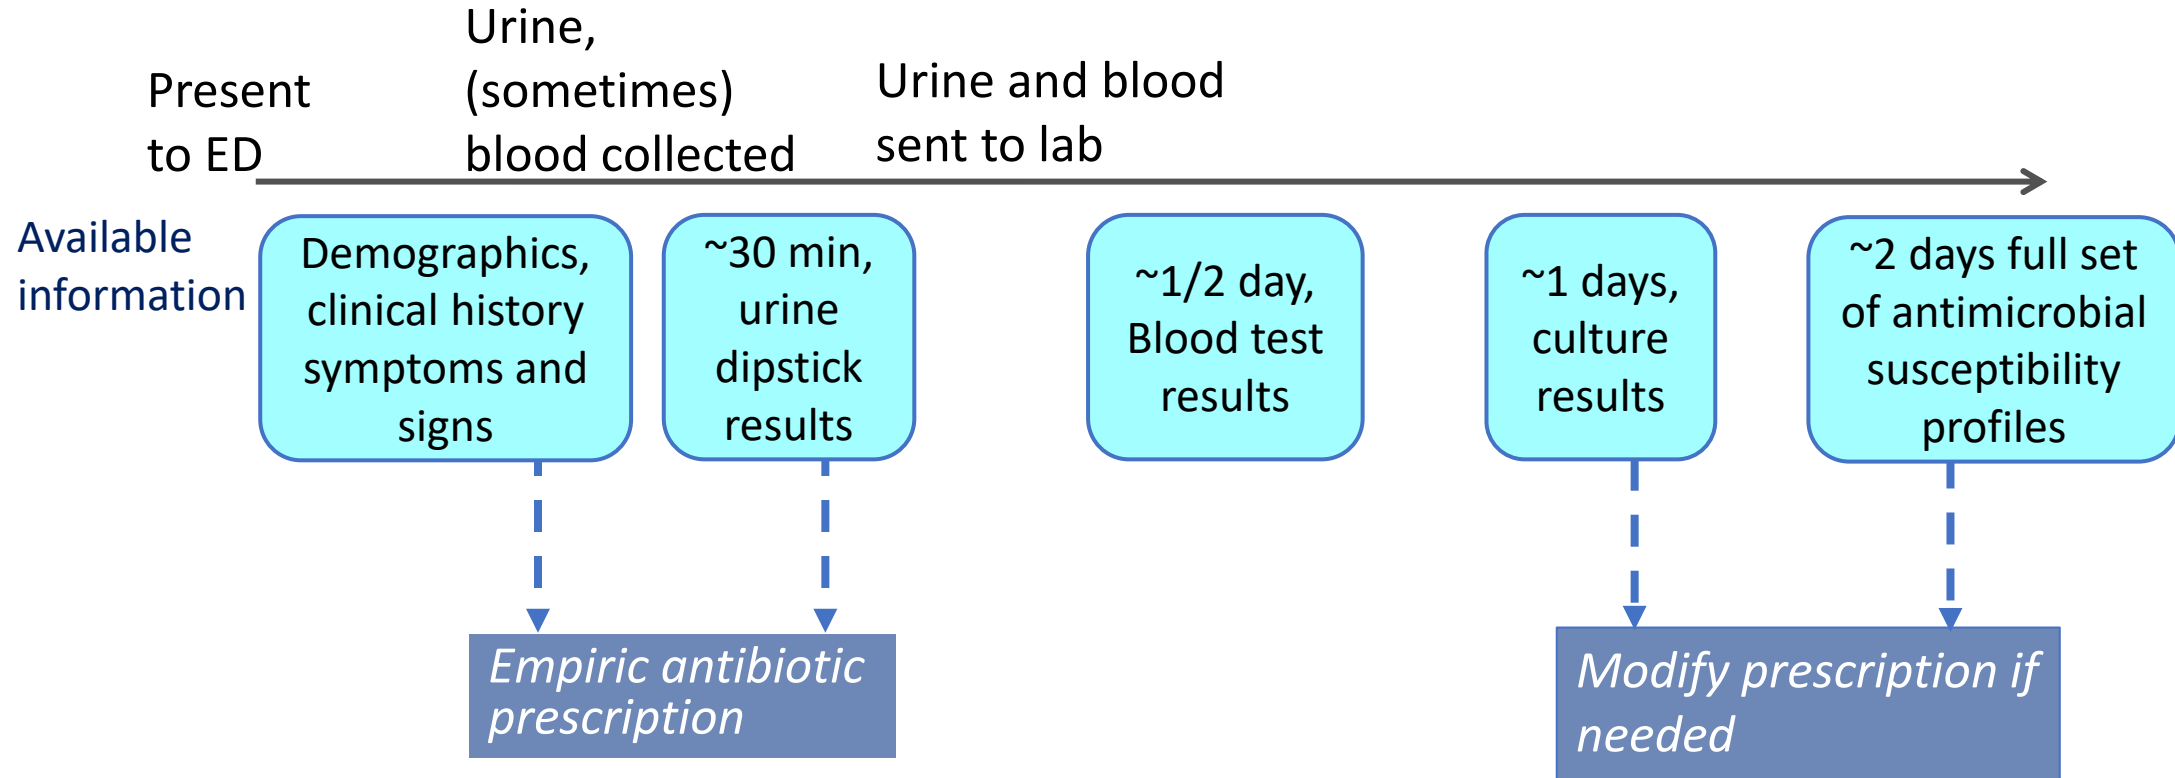 Present
to ED
Urine,
(sometimes)
blood collected
Urine and blood
sent to lab
Available
information
Demographics,
clinical history
symptoms and
signs
~30 min,
urine
dipstick
results
~1/2 day,
Blood test
results
~1 days,
culture
results
~2 days full set
of antimicrobial
susceptibility
profiles
Empiric antibiotic
prescription
Modify prescription if
needed